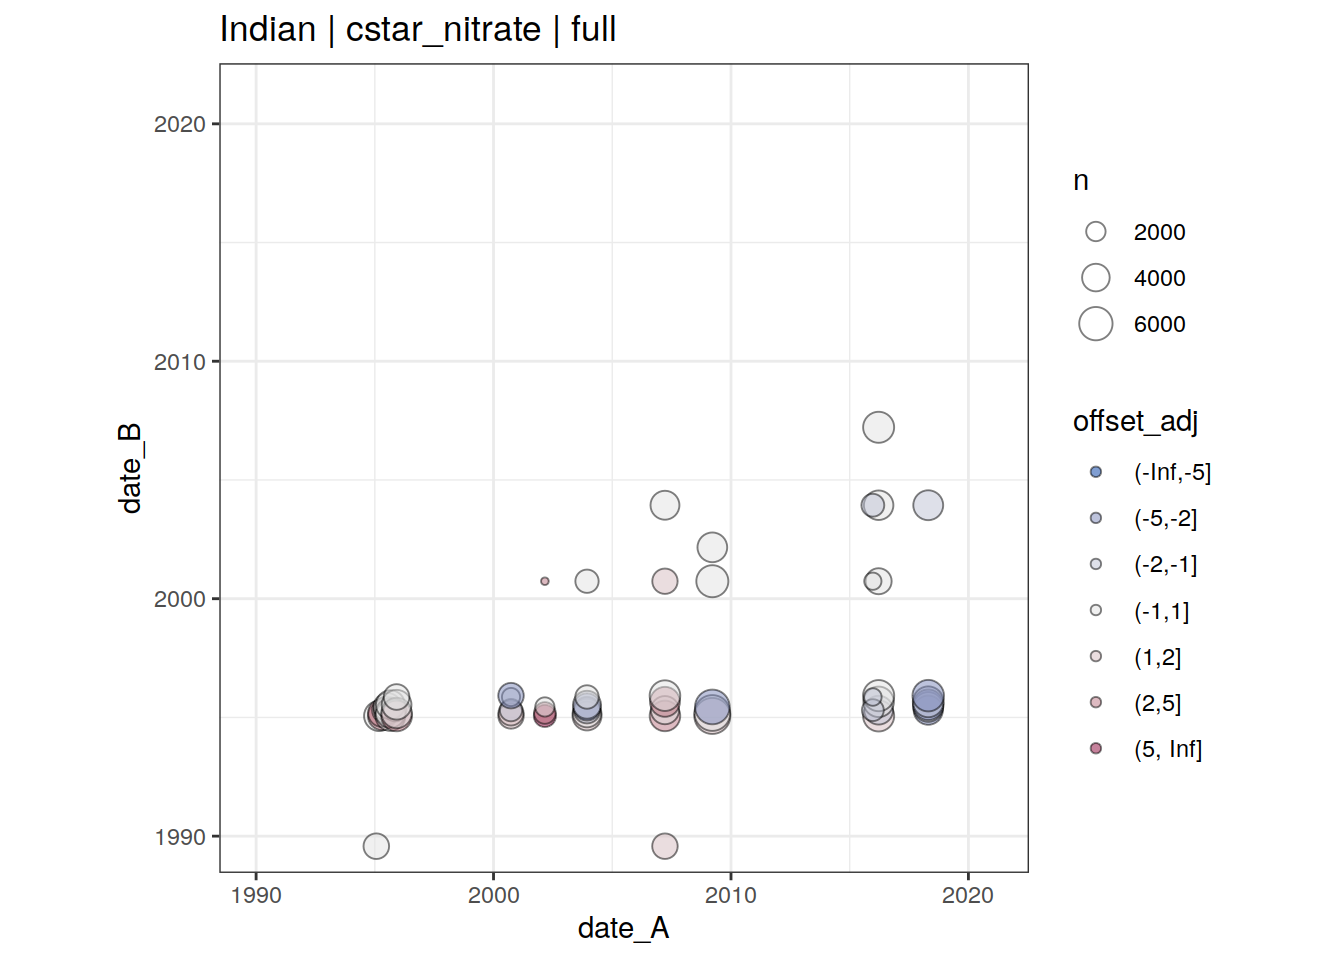 Indian | cstar_nitrate | full
2020
2010
2000
1990
date_B
1990
2000
2010
2020
date_A
n
2000
4000
6000
offset_adj
(-Inf,-5]
(-5,-2]
(-2,-1]
(-1,1]
(1,2]
(2,5]
(5, Inf]